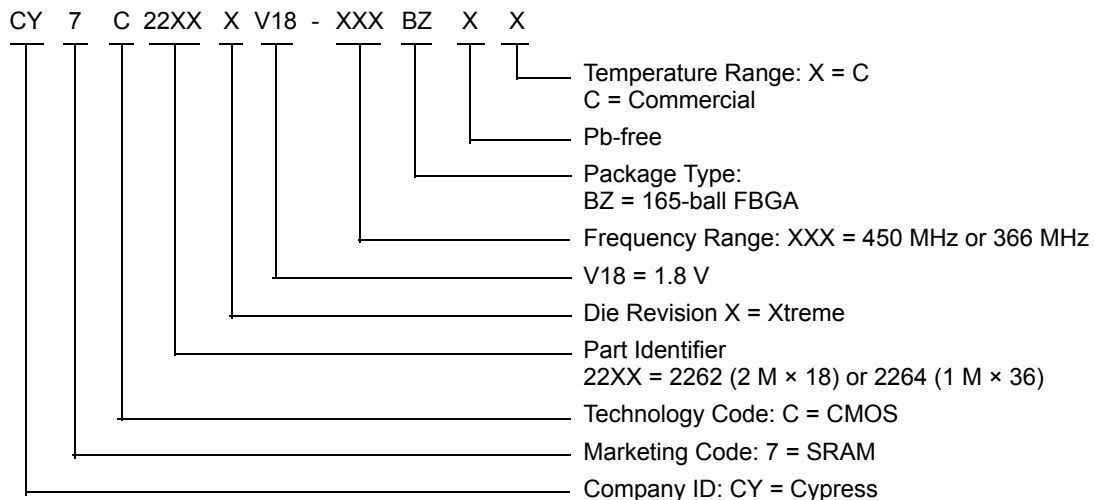 CY 7 C 22XX X V18 - XXX BZ X X
Temperature Range: X = C
C = Commercial
Pb-free
Package Type:
BZ = 165-ball FBGA
Frequency Range: XXX = 450 MHz or 366 MHz
V18 = 1.8 V
Die Revision X = Xtreme
Part Identifier
22XX = 2262 (2 M × 18) or 2264 (1 M × 36)
Technology Code: C = CMOS
Marketing Code: 7 = SRAM
Company ID: CY = Cypress